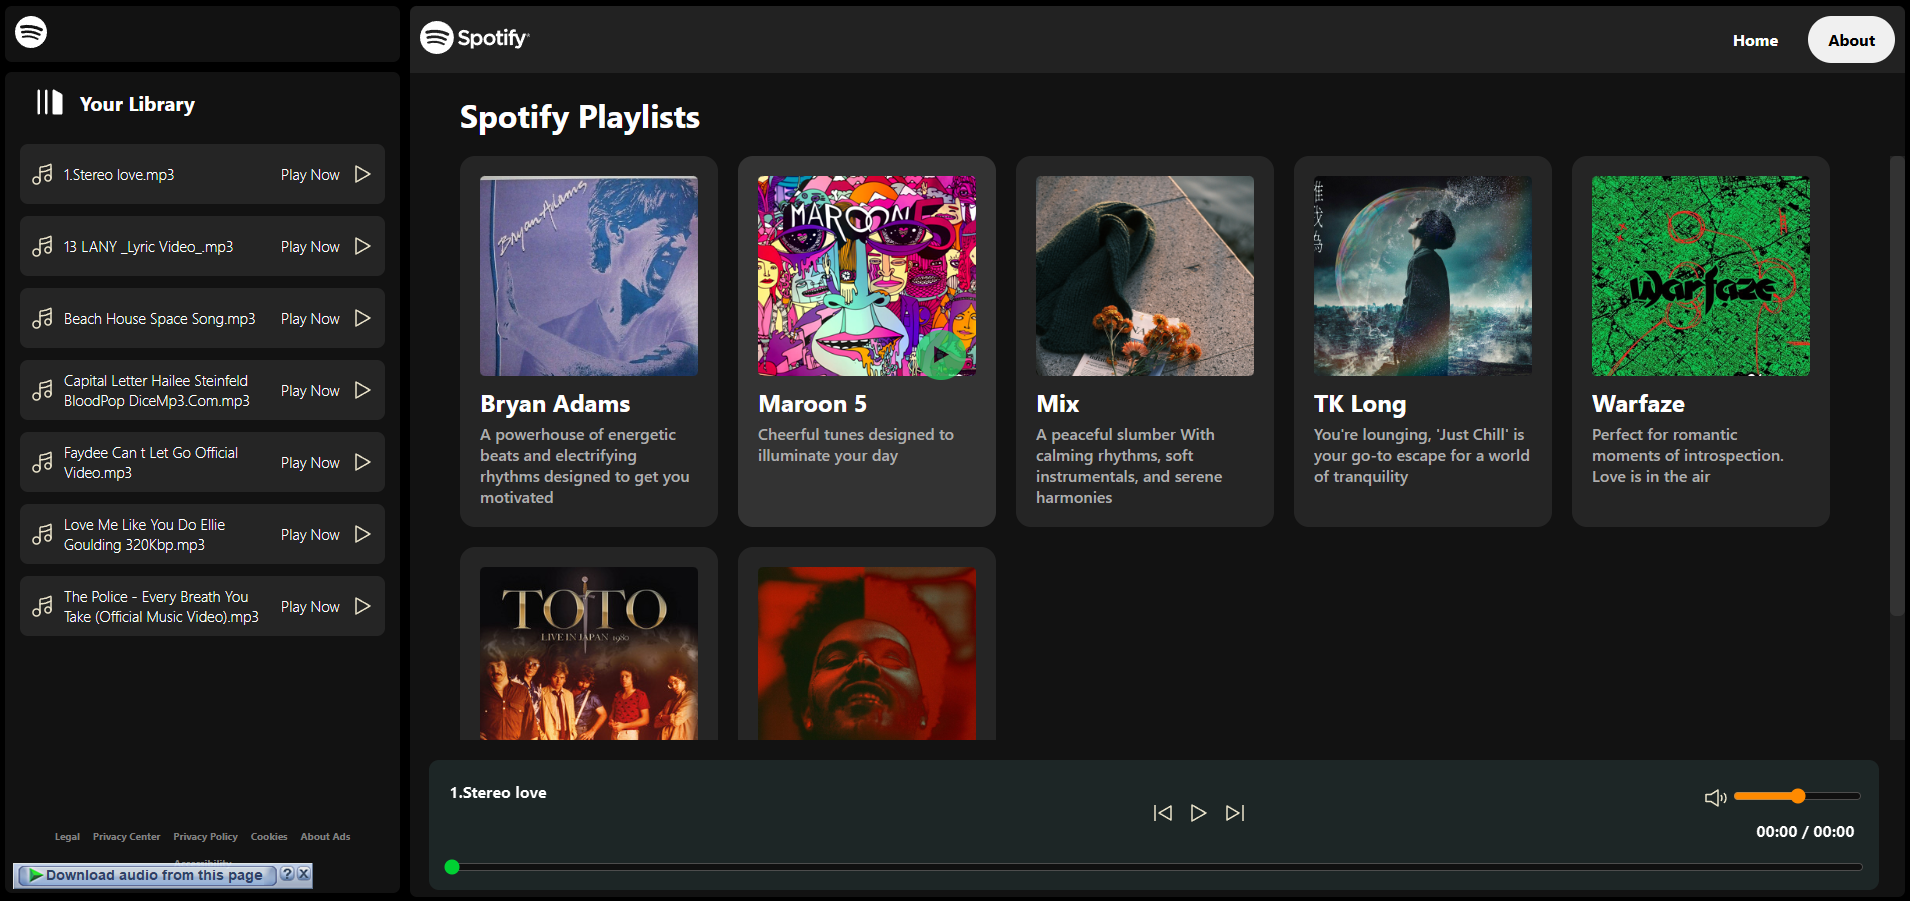 Your Library
1.Stereo love.mp3
Play Now
13 LANY _Lyric Video_.mp3
Play Now
Beach House Space Song.mp3
Play Now
Capital Letter Hailee Steinfeld
BloodPop DiceMp3.Com.mp3
Play Now
Faydee Can t Let Go Official
Video.mp3
Play Now
Love Me Like You Do Ellie
Goulding 320Kbp.mp3
Play Now
The Police - Every Breath You
Take (Official Music Video).mp3
Play Now
Legal Privacy Center Privacy Policy Cookies About Ads
Accessibility
Download audio from this page ? X
Spotify
Home
About
Spotify Playlists
Bryan Adams
Bryan Adams
A powerhouse of energetic
beats and electrifying
rhythms designed to get you
motivated
MAROON 5
Maroon 5
Cheerful tunes designed to
illuminate your day
Mix
A peaceful slumber With
calming rhythms, soft
instrumentals, and serene
harmonies
TK Long
You're lounging, 'Just Chill' is
your go-to escape for a world
of tranquility
warfaze
Warfaze
Perfect for romantic
moments of introspection.
Love is in the air
TOTO
LIVE IN JAPAN 1980
1.Stereo love
00:00 / 00:00